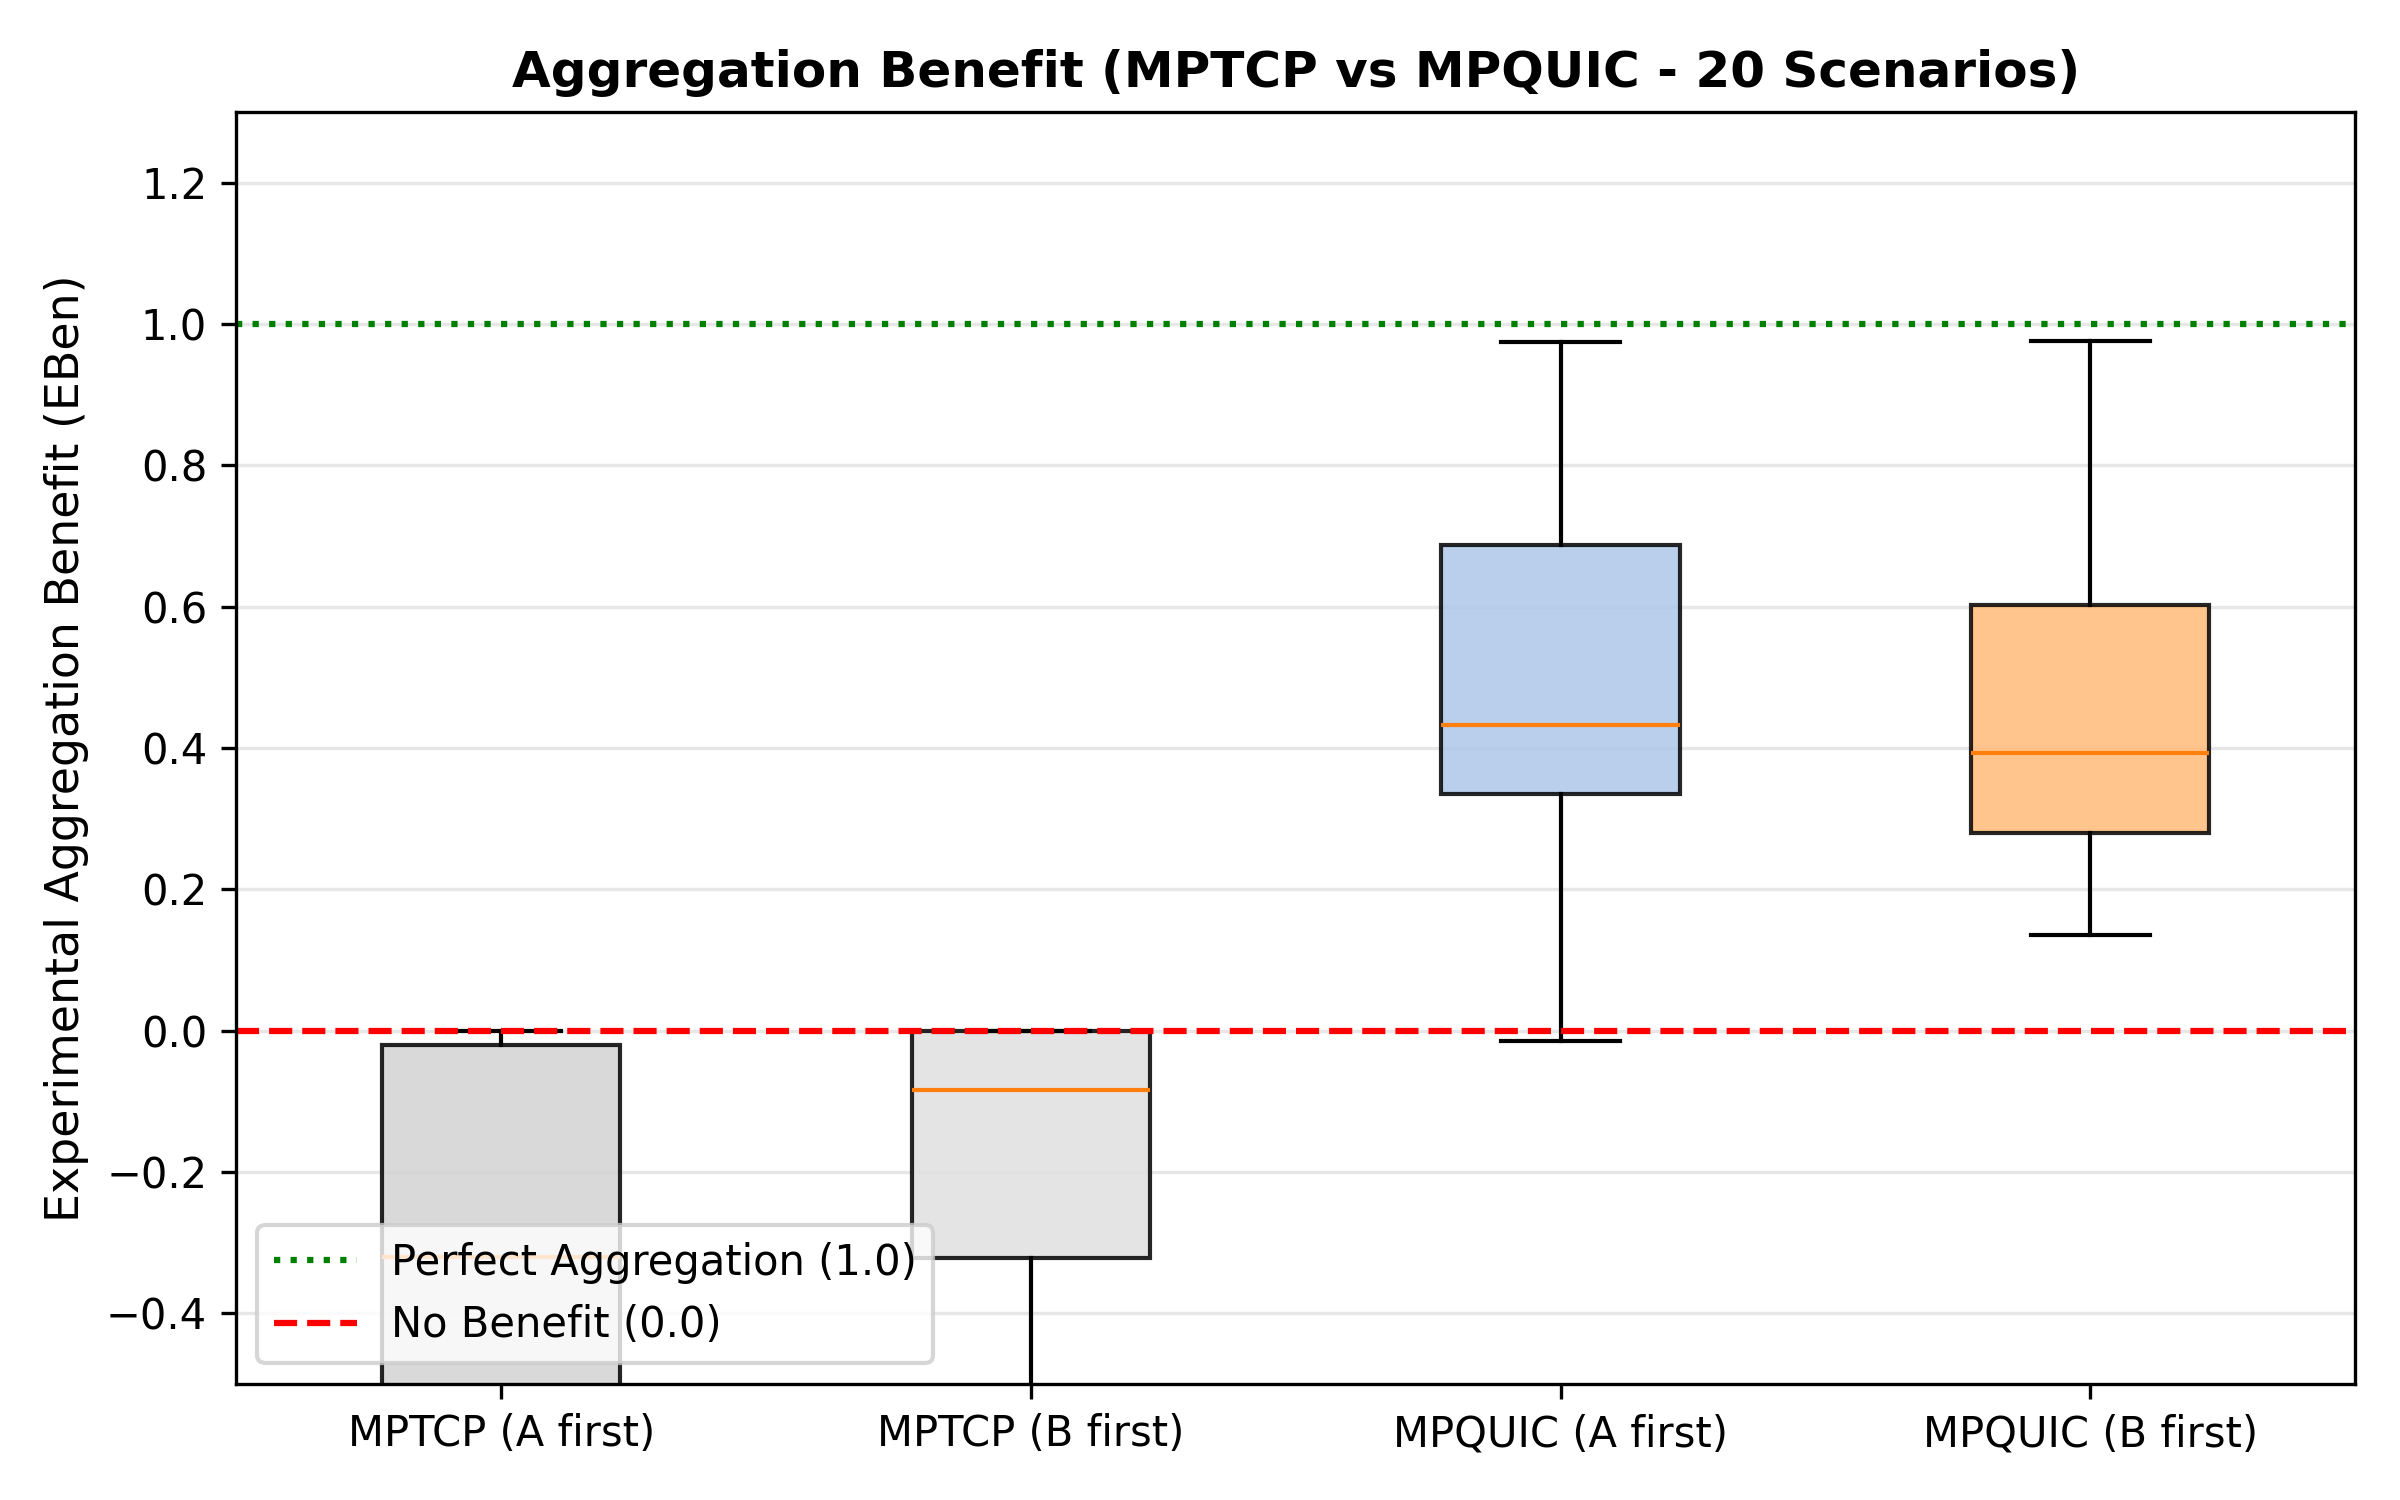 Aggregation Benefit (MPTCP vs MPQUIC - 20 Scenarios)
Experimental Aggregation Benefit (EBen)
1.2
1.0
0.8
0.6
0.4
0.2
0.0
−0.2
−0.4
Perfect Aggregation (1.0)
No Benefit (0.0)
MPTCP (A first)
MPTCP (B first)
MPQUIC (A first)
MPQUIC (B first)